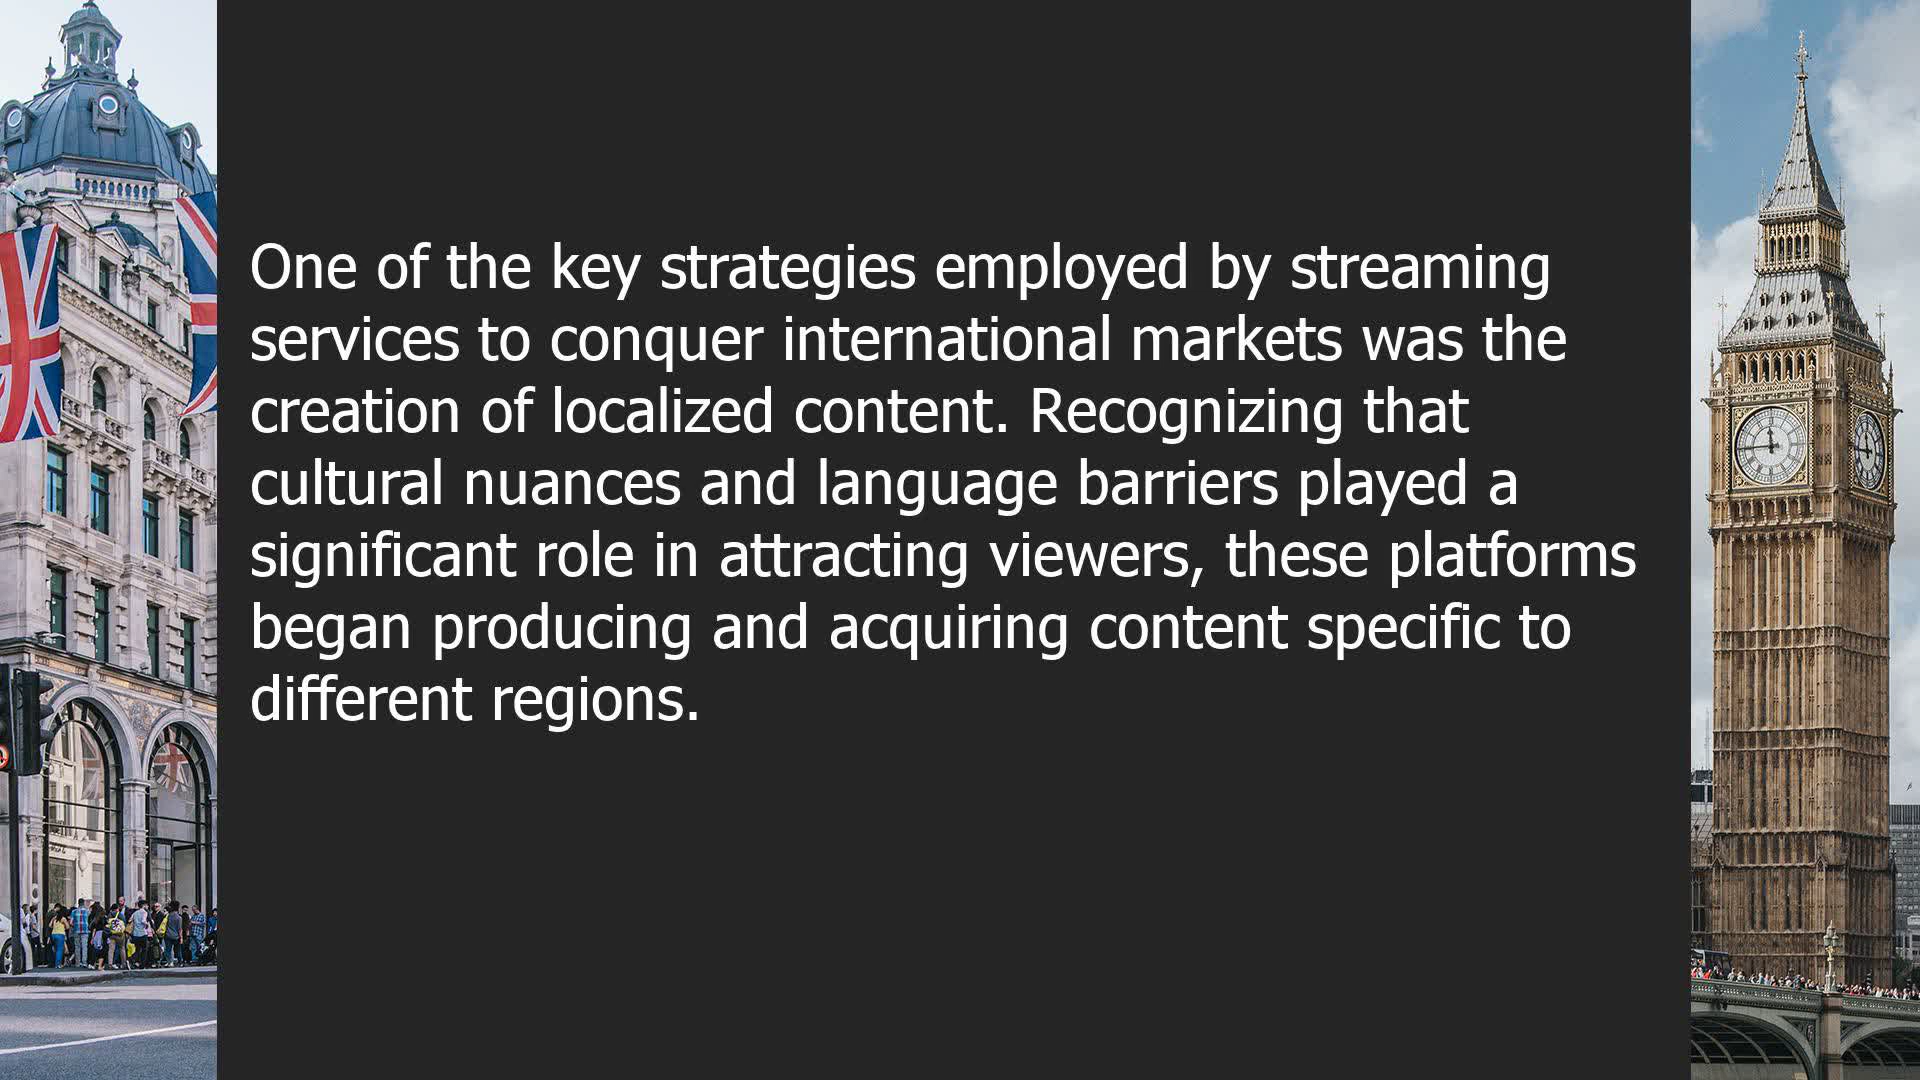 One of the key strategies employed by streaming
services to conquer international markets was the
creation of localized content. Recognizing that
cultural nuances and language barriers played a
significant role in attracting viewers, these platforms
began producing and acquiring content specific to
different regions.